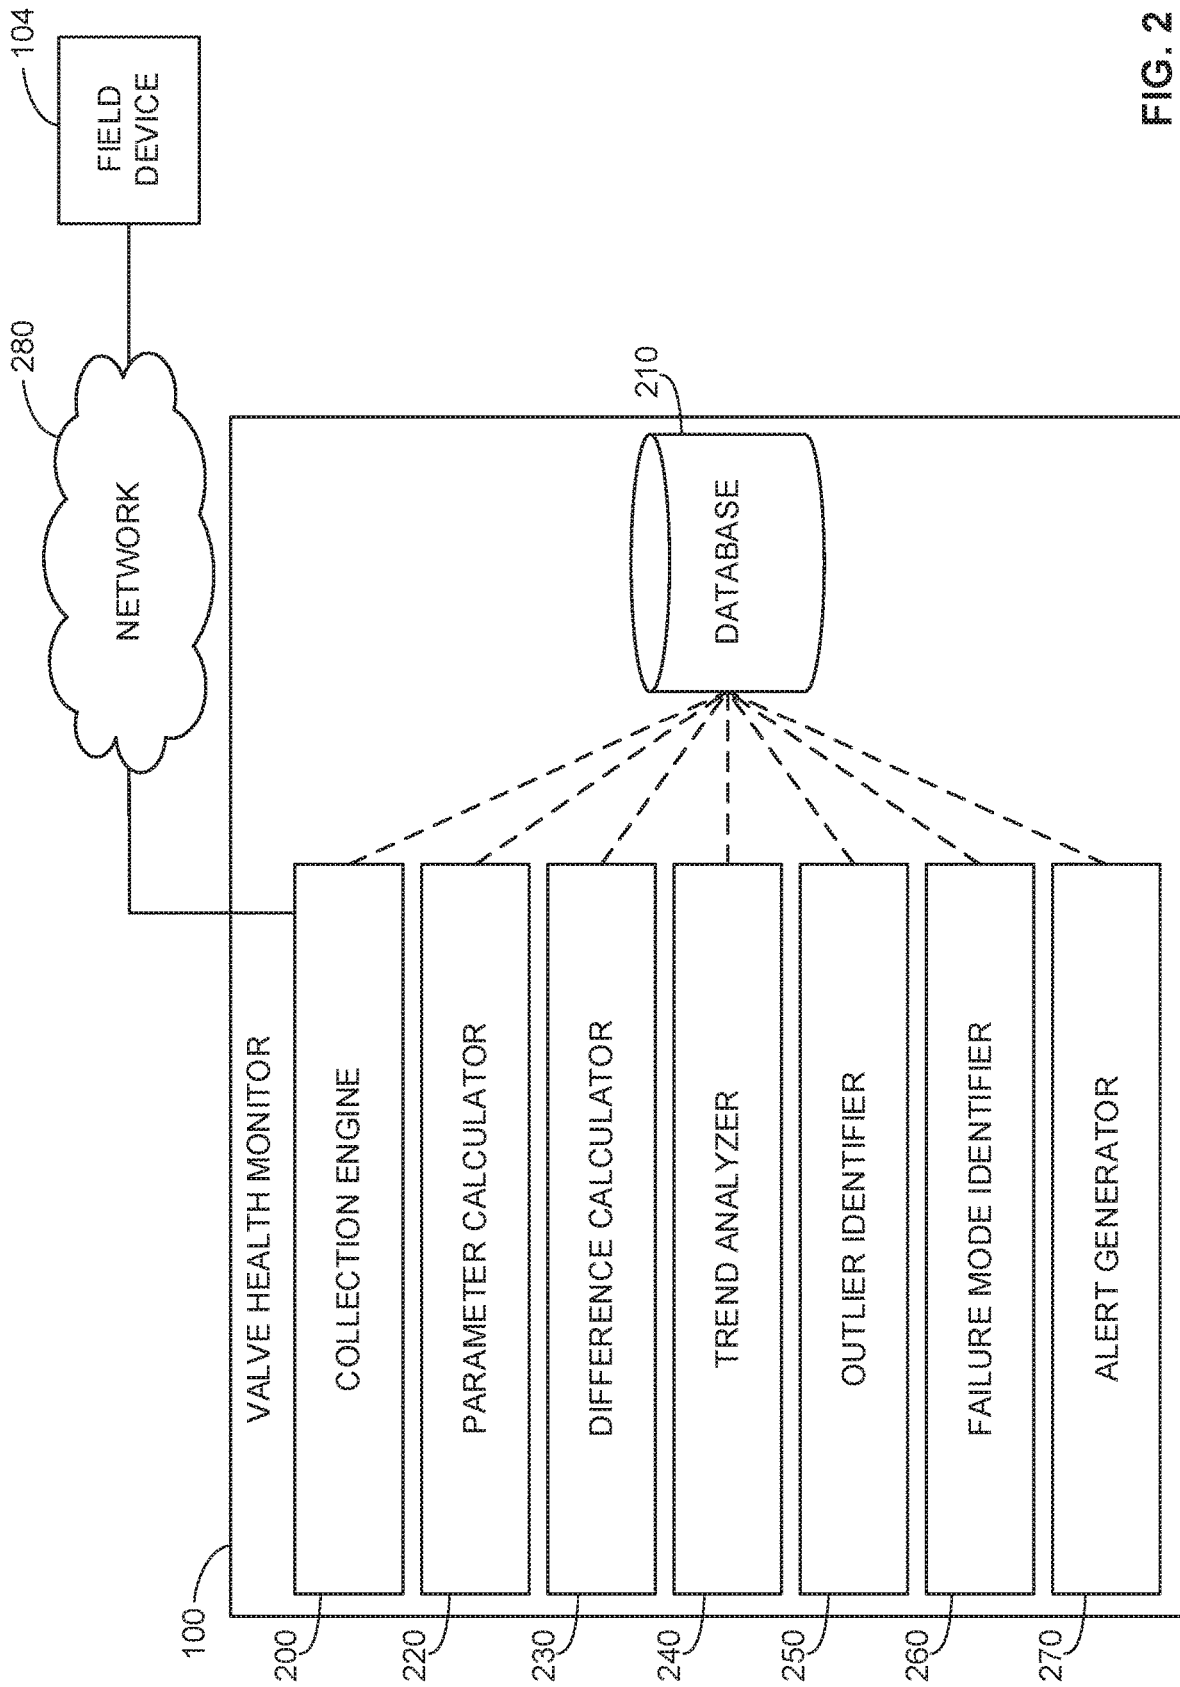 104
FIELD
DEVICE
280
NETWORK
100
VALVE HEALTH MONITOR
200
COLLECTION ENGINE
220
PARAMETER CALCULATOR
230
DIFFERENCE CALCULATOR
240
TREND ANALYZER
250
OUTLIER IDENTIFIER
260
FAILURE MODE IDENTIFIER
270
ALERT GENERATOR
210
DATABASE
FIG. 2